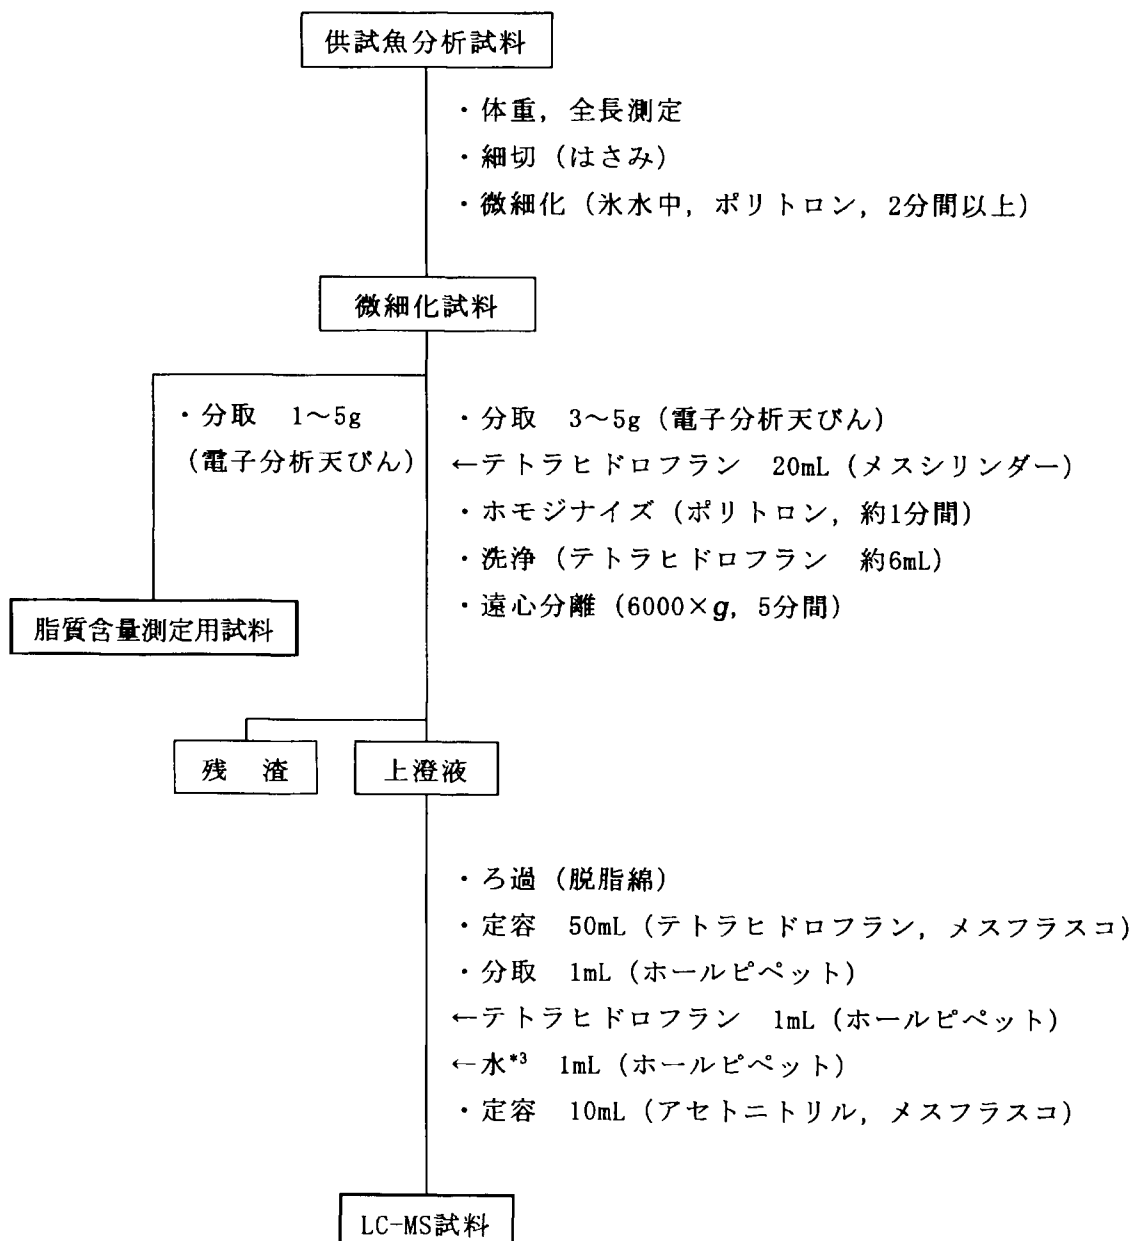 供試魚分析試料
・体重，全長測定
・細切（はさみ）
・微細化（氷水中，ポリトロン，2分間以上）
微細化試料
・分取　1～5g
（電子分析天びん）
・分取　3～5g（電子分析天びん）
←テトラヒドロフラン　20mL（メスシリンダー）
・ホモジナイズ（ポリトロン，約1分間）
・洗浄（テトラヒドロフラン　約6mL）
・遠心分離（6000×g，5分間）
脂質含量測定用試料
残　渣
上澄液
・ろ過（脱脂綿）
・定容　50mL（テトラヒドロフラン，メスフラスコ）
・分取　1mL（ホールピペット）
←テトラヒドロフラン　1mL（ホールピペット）
←水*3　1mL（ホールピペット）
・定容　10mL（アセトニトリル，メスフラスコ）
LC-MS試料